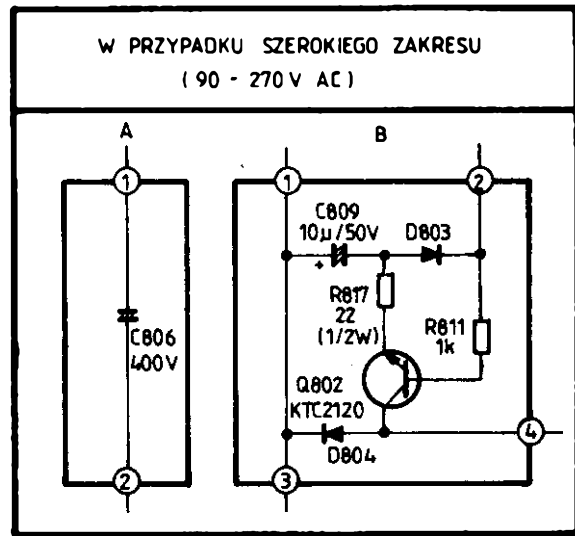 W PRZYPADKU SZEROKIEGO ZAKRESU
(90 - 270V AC)
A
B
1
C806
400V
2
1
2
C809
10µ/50V
+
D803
R817
22
(1/2W)
R811
1k
Q802
KTC2120
D804
4
3